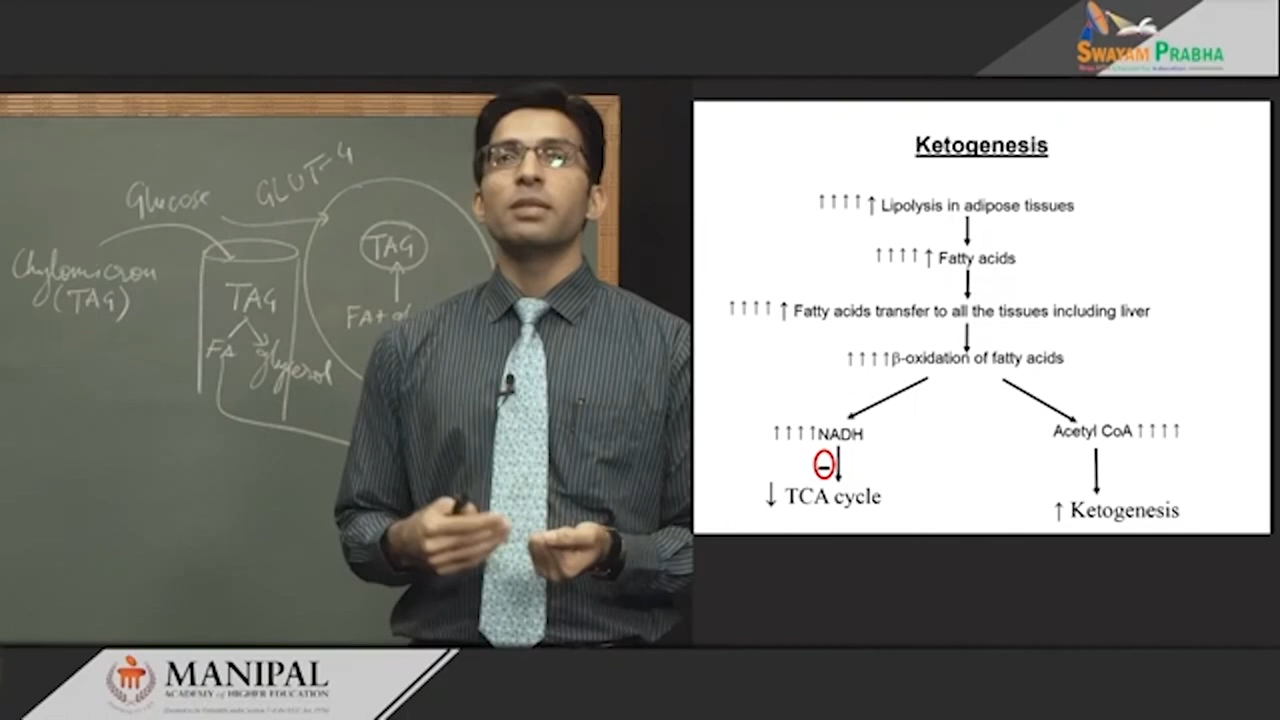 SWAYAM PRABHA
Glucose
GLUT-4
Chylomicron
(TAG)
TAG
FA
glycerol
TAG
FA + gl
Ketogenesis
↑↑↑↑↑ Lipolysis in adipose tissues
↑↑↑↑↑ Fatty acids
↑↑↑↑↑ Fatty acids transfer to all the tissues including liver
↑↑↑↑β-oxidation of fatty acids
↑↑↑↑NADH
Acetyl CoA↑↑↑↑
-
↓ TCA cycle
↑ Ketogenesis
MANIPAL
ACADEMY of HIGHER EDUCATION